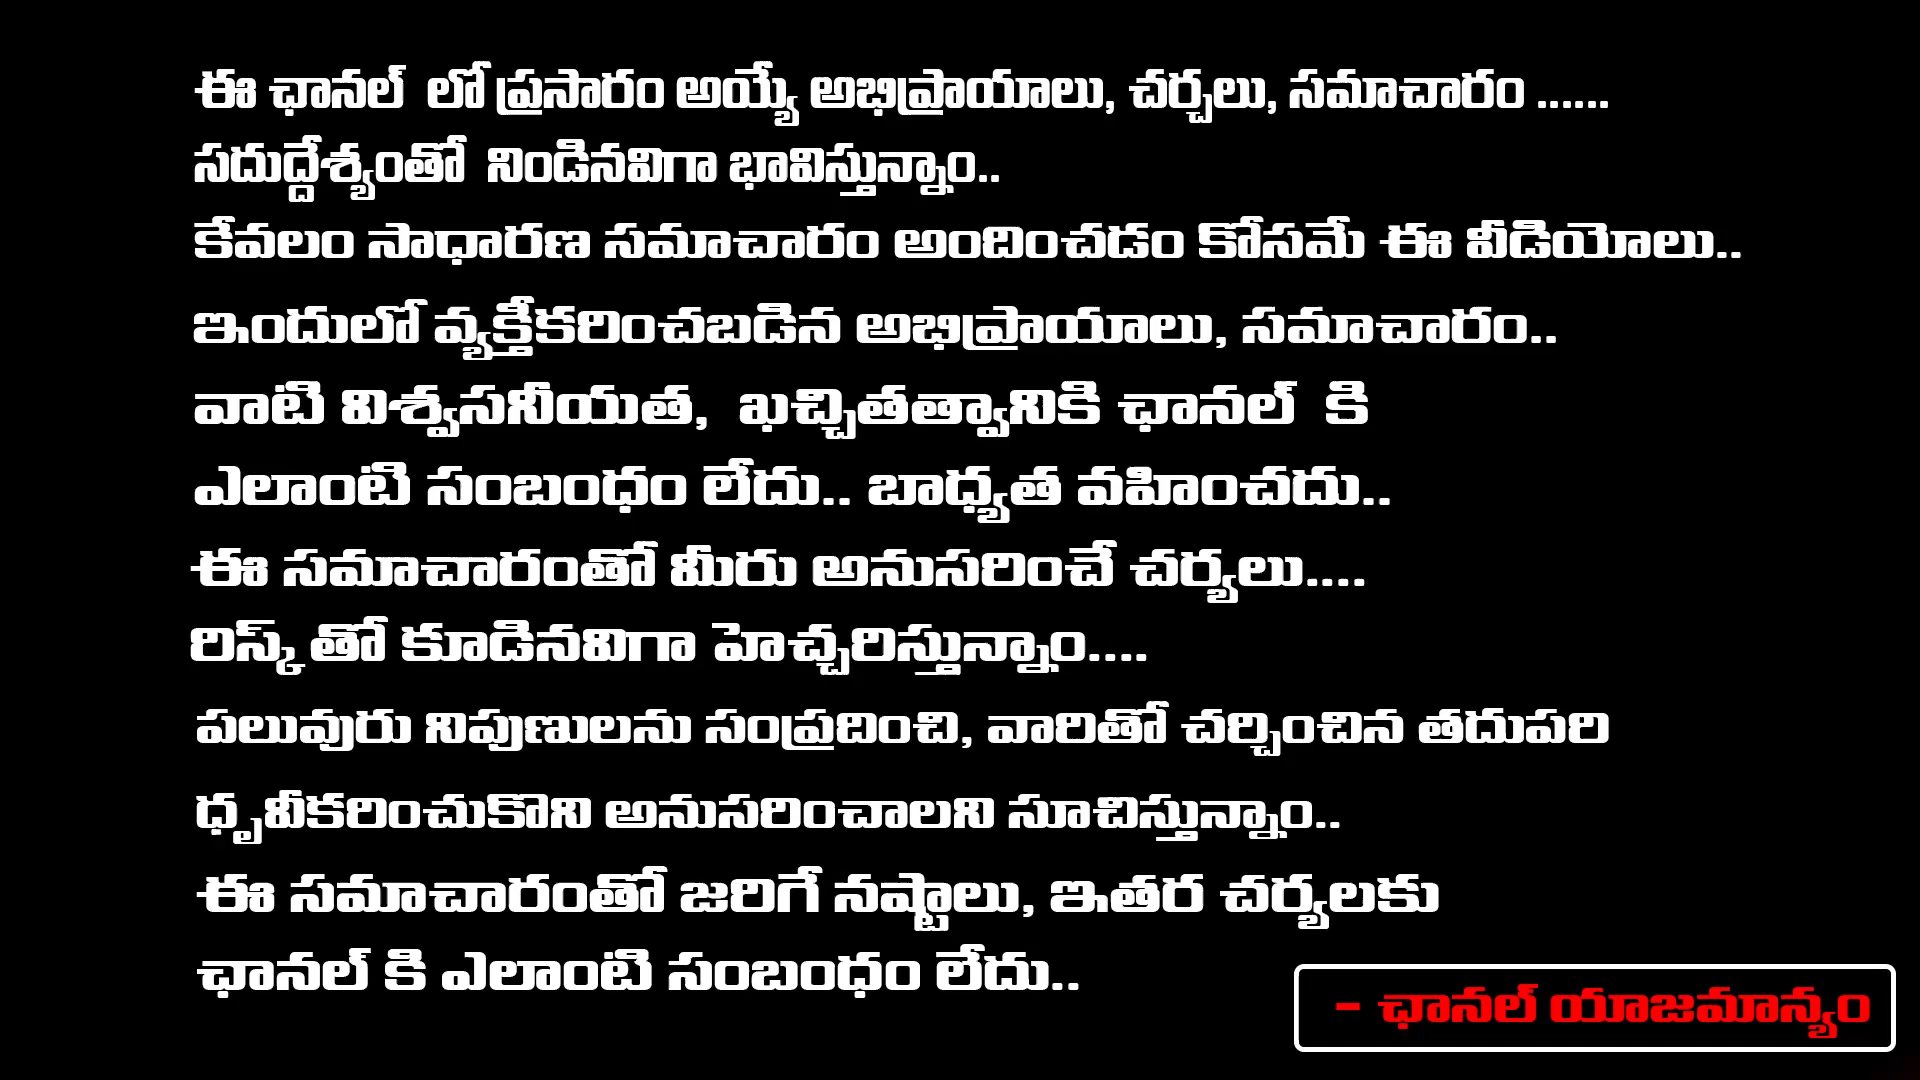 ఈ ఛానల్ లో ప్రసారం అయ్యే అభిప్రాయాలు, చర్చలు, సమాచారం ......
సదుద్దేశ్యంతో నిండినవిగా భావిస్తున్నాం..
కేవలం సాధారణ సమాచారం అందించడం కోసమే ఈ వీడియోలు..
ఇందులో వ్యక్తీకరించబడిన అభిప్రాయాలు, సమాచారం..
వాటి విశ్వసనీయత, ఖచ్చితత్వానికి ఛానల్ కి
ఎలాంటి సంబంధం లేదు.. బాధ్యత వహించదు..
ఈ సమాచారంతో మీరు అనుసరించే చర్యలు....
రిస్క్ తో కూడినవిగా హెచ్చరిస్తున్నాం....
పలువురు నిపుణులను సంప్రదించి, వారితో చర్చించిన తదుపరి
ధృవీకరించుకొని అనుసరించాలని సూచిస్తున్నాం..
ఈ సమాచారంతో జరిగే నష్టాలు, ఇతర చర్యలకు
ఛానల్ కి ఎలాంటి సంబంధం లేదు..
- ఛానల్ యాజమాన్యం